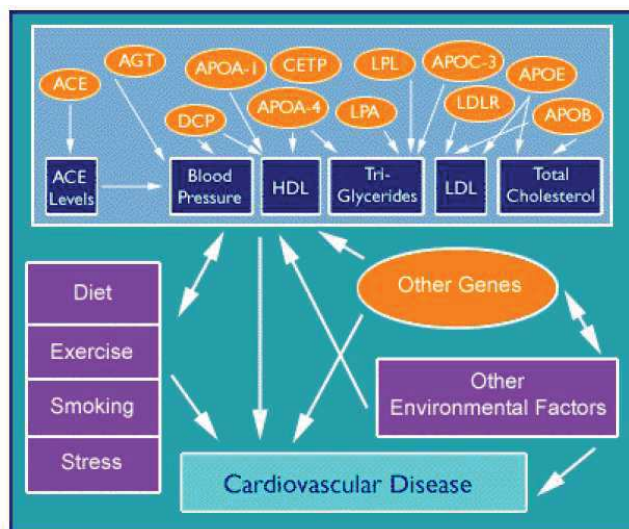 AGT
APOA-1
CETP
LPL
APOC-3
APOE
ACE
LDLR
DCP
APOA-4
LPA
APOB
ACE
Levels
Blood
Pressure
HDL
Tri-
Glycerides
LDL
Total
Cholesterol
Diet
Exercise
Smoking
Stress
Other Genes
Other
Environmental Factors
Cardiovascular Disease